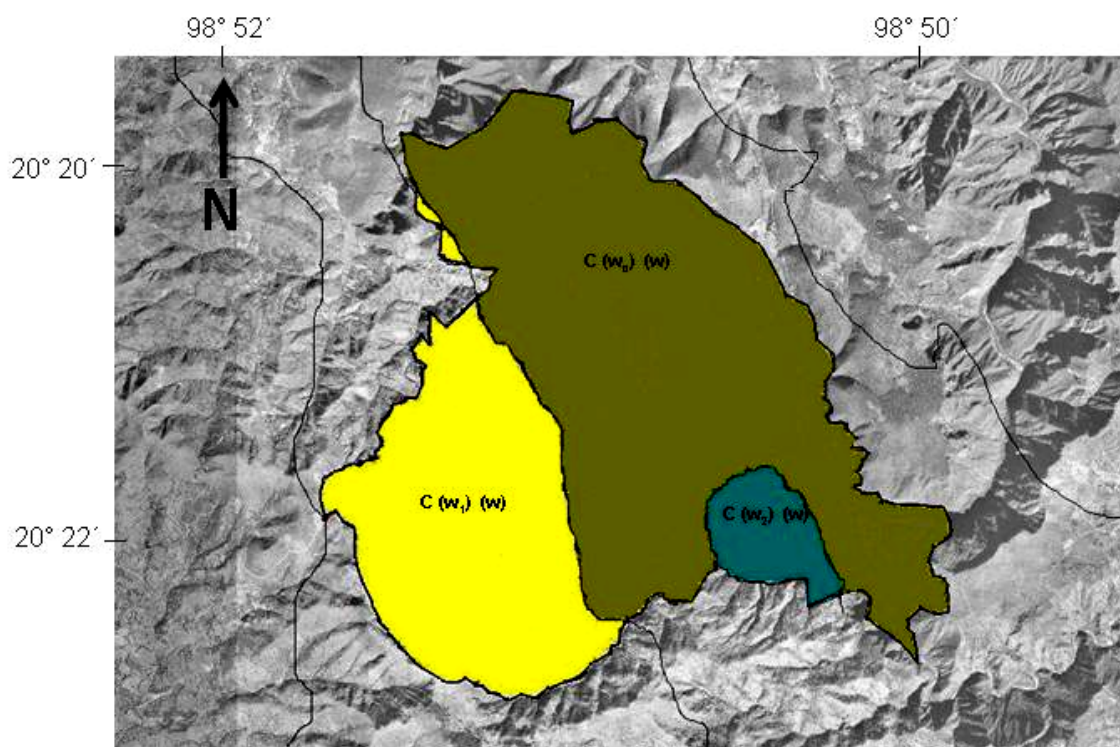 98° 52´
98° 50´
20° 20´
N
C (w₀) (w)
C (w₁) (w)
C (w₂) (w)
20° 22´